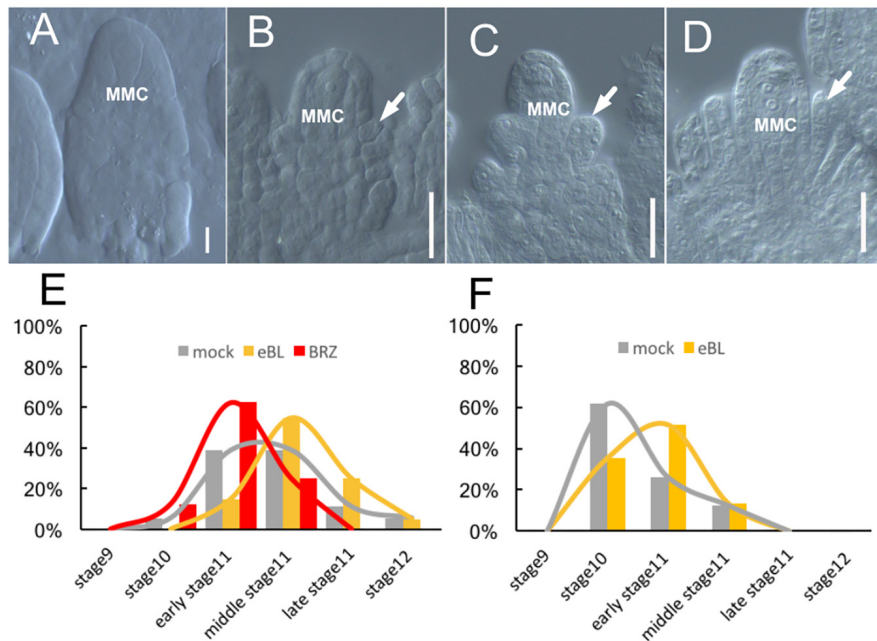 A
MMC
B
MMC
C
MMC
D
MMC
E
100%
80%
60%
40%
20%
0%
mock eBL BRZ
stage9
stage10
early stage11
middle stage11
late stage11
stage12
F
100%
80%
60%
40%
20%
0%
mock eBL
stage9
stage10
early stage11
middle stage11
late stage11
stage12